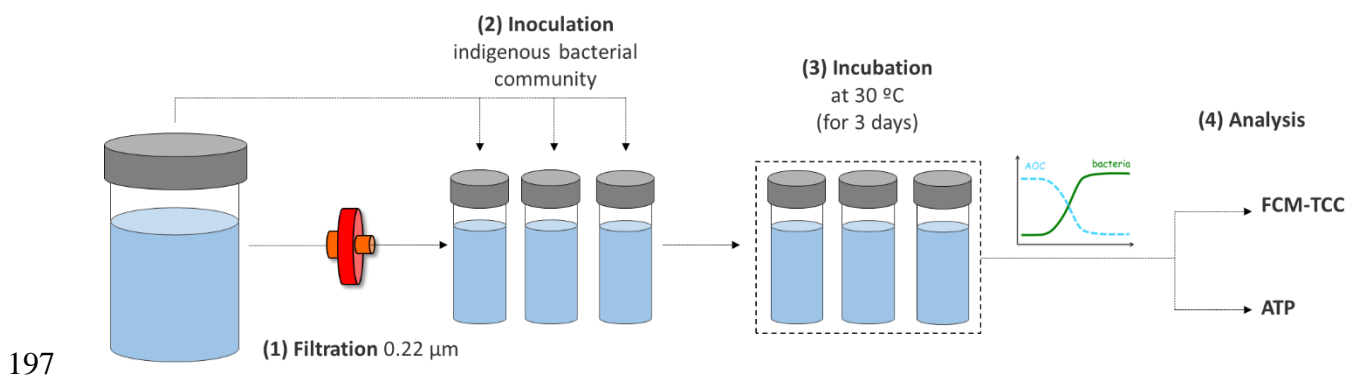 (2) Inoculation
indigenous bacterial
community
(3) Incubation
at 30 ºC
(for 3 days)
(4) Analysis
AOC
bacteria
FCM-TCC
ATP
(1) Filtration 0.22 µm
197